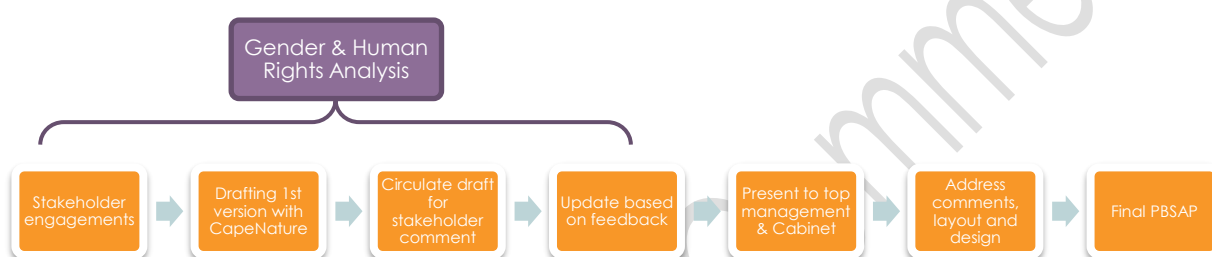 Gender & Human
Rights Analysis
Stakeholder
engagements
Drafting 1st
version with
CapeNature
Circulate draft
for
stakeholder
comment
Update based
on feedback
Present to top
management
& Cabinet
Address
comments,
layout and
design
Final PBSAP